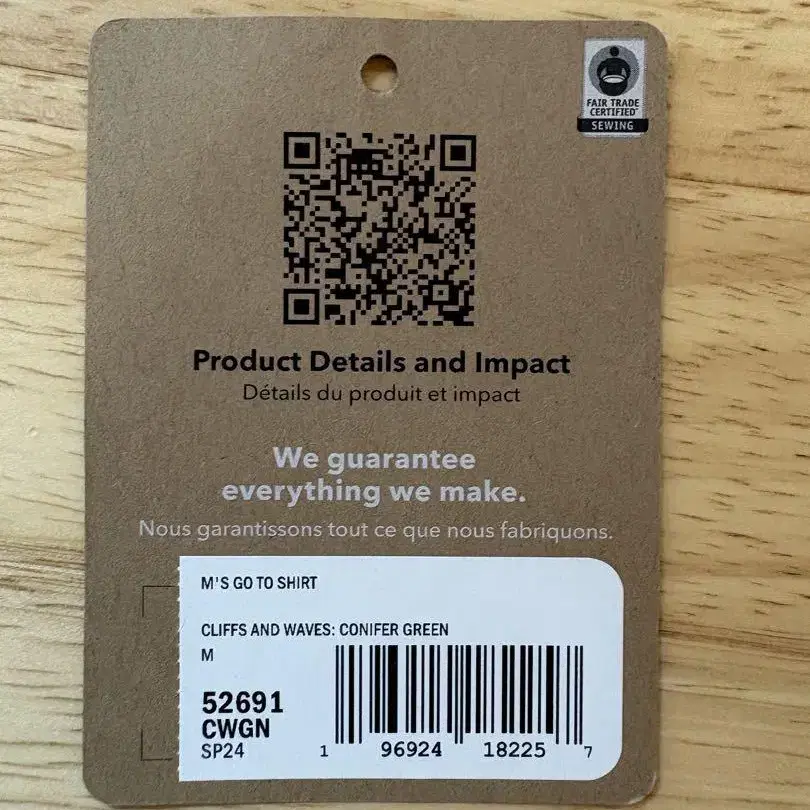 FAIR TRADE
CERTIFIED™
SEWING
Product Details and Impact
Détails du produit et impact
We guarantee
everything we make.
Nous garantissons tout ce que nous fabriquons.
M'S GO TO SHIRT
CLIFFS AND WAVES: CONIFER GREEN
M
52691
CWGN
SP24
1 96924 18225 7